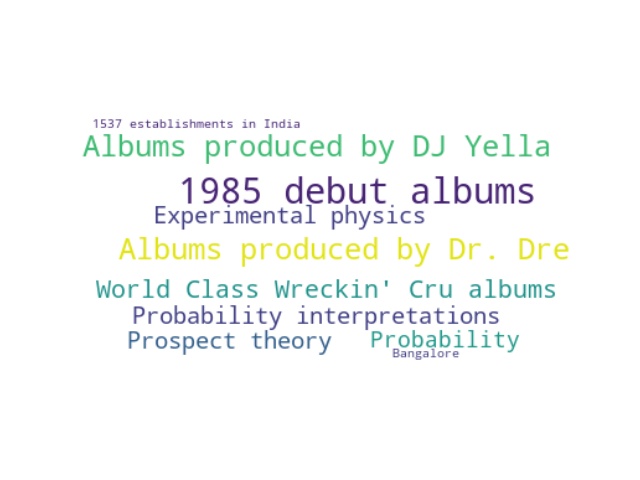 1537 establishments in India
Albums produced by DJ Yella
1985 debut albums
Experimental physics
Albums produced by Dr. Dre
World Class Wreckin' Cru albums
Probability interpretations
Prospect theory Probability
Bangalore